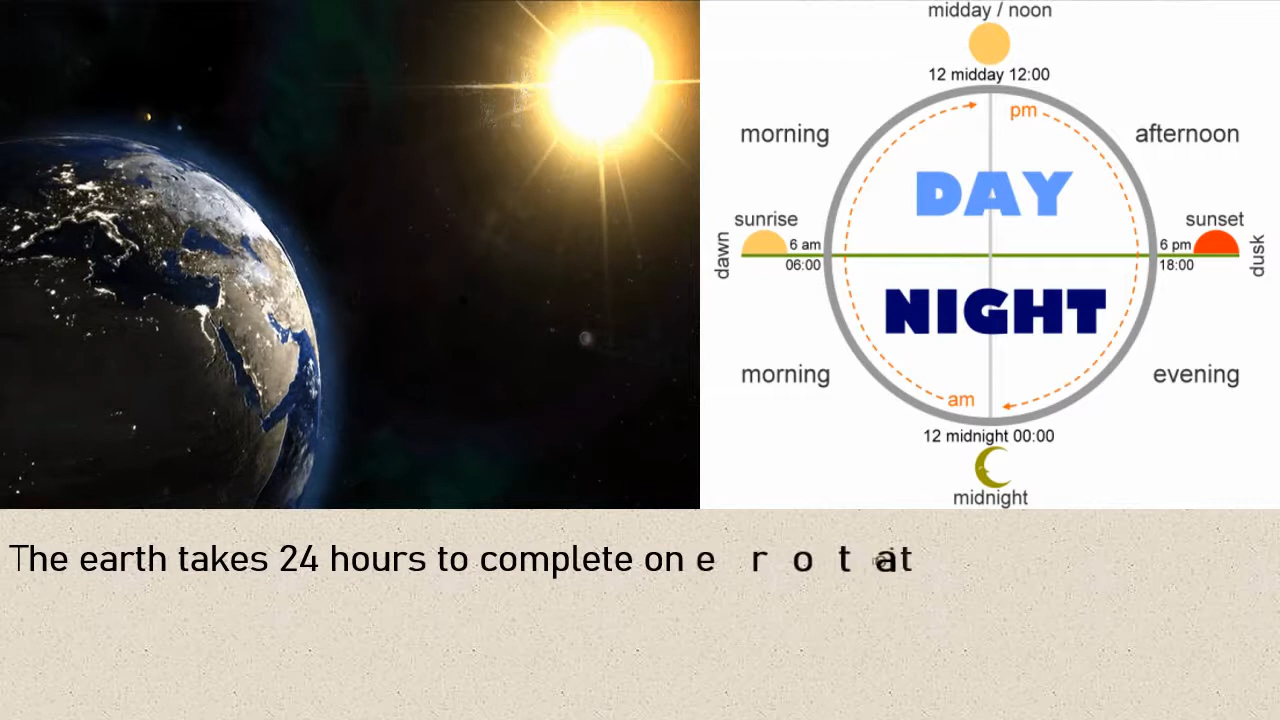 midday / noon
12 midday 12:00
pm
morning
afternoon
DAY
sunrise
sunset
dawn
6 am
6 pm
dusk
06:00
18:00
NIGHT
morning
evening
am
12 midnight 00:00
midnight
The earth takes 24 hours to complete one rotat